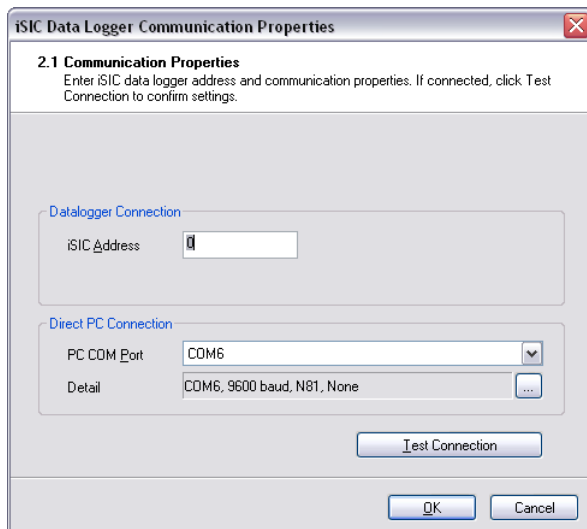 iSIC Data Logger Communication Properties
2.1 Communication Properties
Enter iSIC data logger address and communication properties. If connected, click Test
Connection to confirm settings.
Datalogger Connection
iSIC Address 0
Direct PC Connection
PC COM Port COM6
Detail COM6, 9600 baud, N81, None ...
Test Connection
OK Cancel